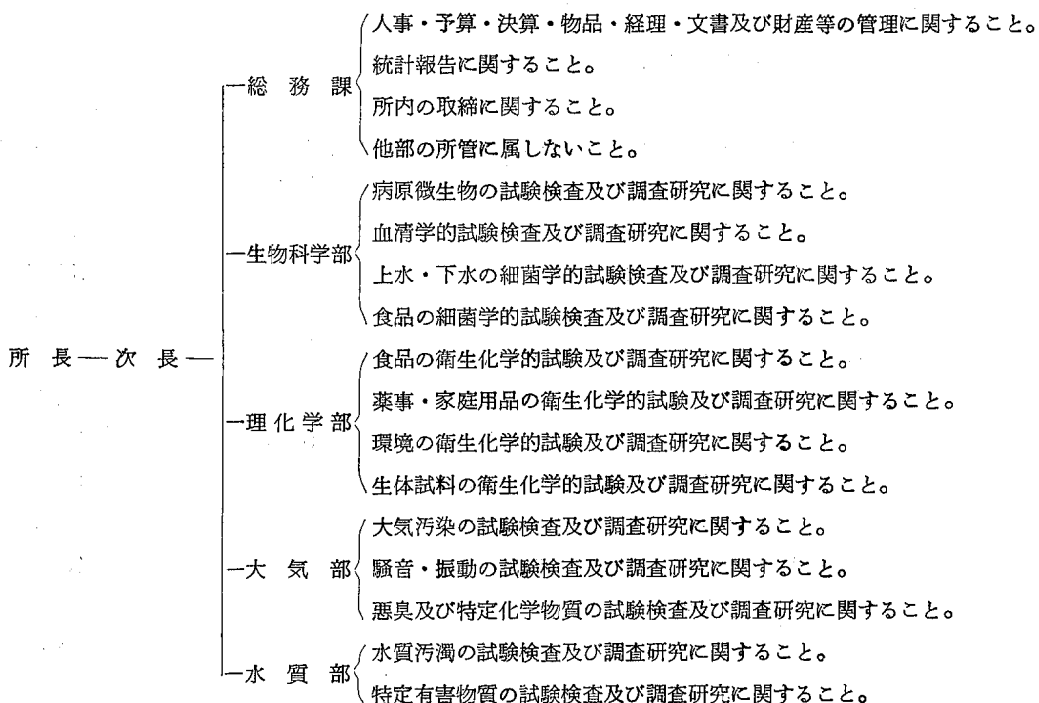 人事・予算・決算・物品・経理・文書及び財産等の管理に関すること。
統計報告に関すること。
総務課
所内の取締に関すること。
他部の所管に属しないこと。
病原微生物の試験検査及び調査研究に関すること。
血清学的試験検査及び調査研究に関すること。
生物科学部
上水・下水の細菌学的試験検査及び調査研究に関すること。
食品の細菌学的試験検査及び調査研究に関すること。
所長―次長―
食品の衛生化学的試験及び調査研究に関すること。
薬事・家庭用品の衛生化学的試験及び調査研究に関すること。
理化学部
環境の衛生化学的試験及び調査研究に関すること。
生体試料の衛生化学的試験及び調査研究に関すること。
大気汚染の試験検査及び調査研究に関すること。
大気部
騒音・振動の試験検査及び調査研究に関すること。
悪臭及び特定化学物質の試験検査及び調査研究に関すること。
水質汚濁の試験検査及び調査研究に関すること。
水質部
特定有害物質の試験検査及び調査研究に関すること。